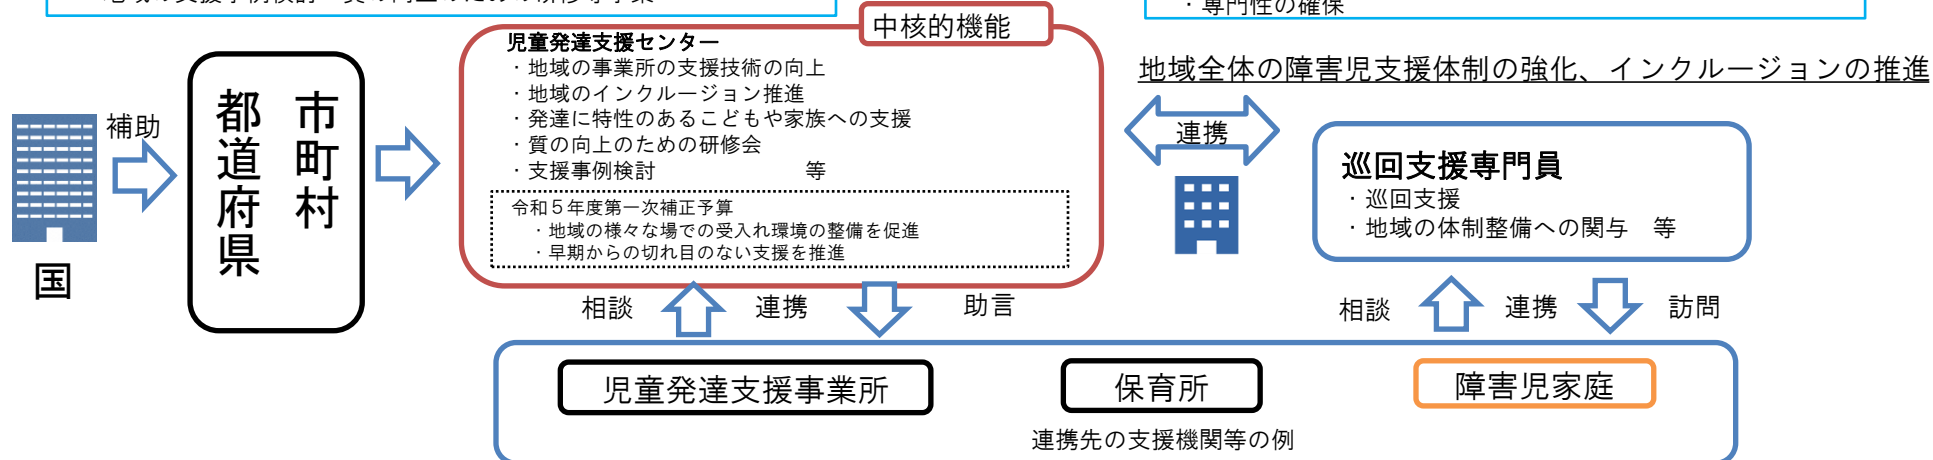 ・専門性の確保
中核的機能
児童発達支援センター
・地域の事業所の支援技術の向上
・地域のインクルージョン推進
・発達に特性のあるこどもや家族への支援
・質の向上のための研修会
・支援事例検討 等
令和５年度第一次補正予算
・地域の様々な場での受入れ環境の整備を促進
・早期からの切れ目のない支援を推進
地域全体の障害児支援体制の強化、インクルージョンの推進
補助
国
都道府県
市町村
連携
巡回支援専門員
・巡回支援
・地域の体制整備への関与 等
相談
連携
助言
相談
連携
訪問
児童発達支援事業所
保育所
障害児家庭
連携先の支援機関等の例